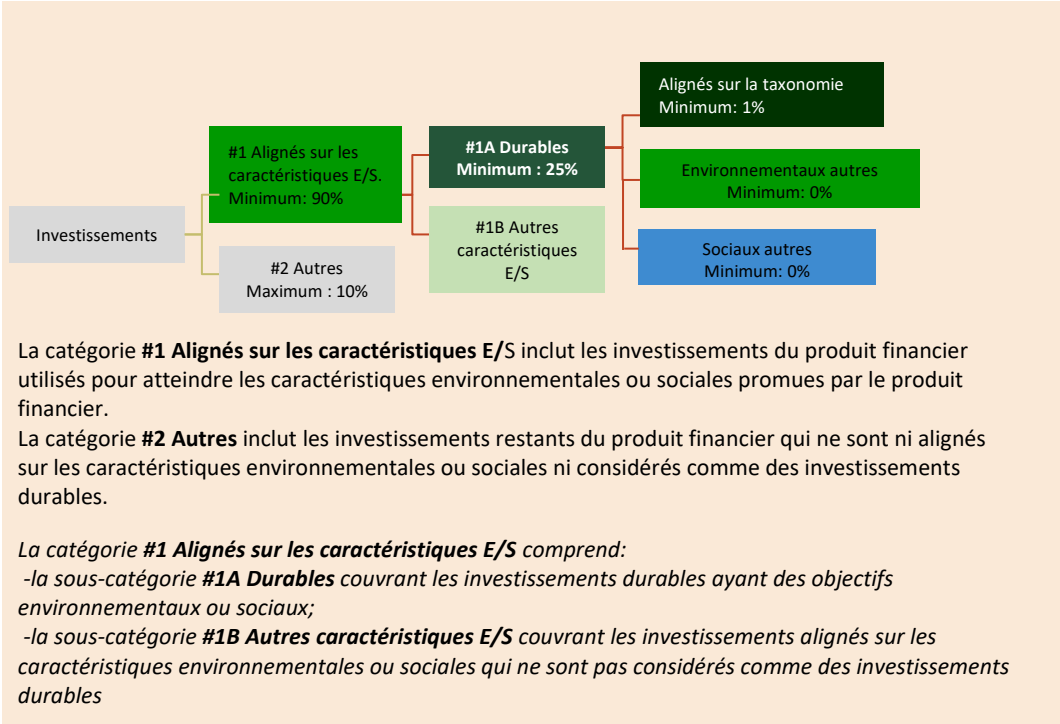 Investissements
#1 Alignés sur les
caractéristiques E/S.
Minimum: 90%
#2 Autres
Maximum : 10%
#1A Durables
Minimum : 25%
#1B Autres
caractéristiques
E/S
Alignés sur la taxonomie
Minimum: 1%
Environnementaux autres
Minimum: 0%
Sociaux autres
Minimum: 0%
La catégorie #1 Alignés sur les caractéristiques E/S inclut les investissements du produit financier
utilisés pour atteindre les caractéristiques environnementales ou sociales promues par le produit
financier.
La catégorie #2 Autres inclut les investissements restants du produit financier qui ne sont ni alignés
sur les caractéristiques environnementales ou sociales ni considérés comme des investissements
durables.
La catégorie #1 Alignés sur les caractéristiques E/S comprend:
-la sous-catégorie #1A Durables couvrant les investissements durables ayant des objectifs
environnementaux ou sociaux;
-la sous-catégorie #1B Autres caractéristiques E/S couvrant les investissements alignés sur les
caractéristiques environnementales ou sociales qui ne sont pas considérés comme des investissements
durables